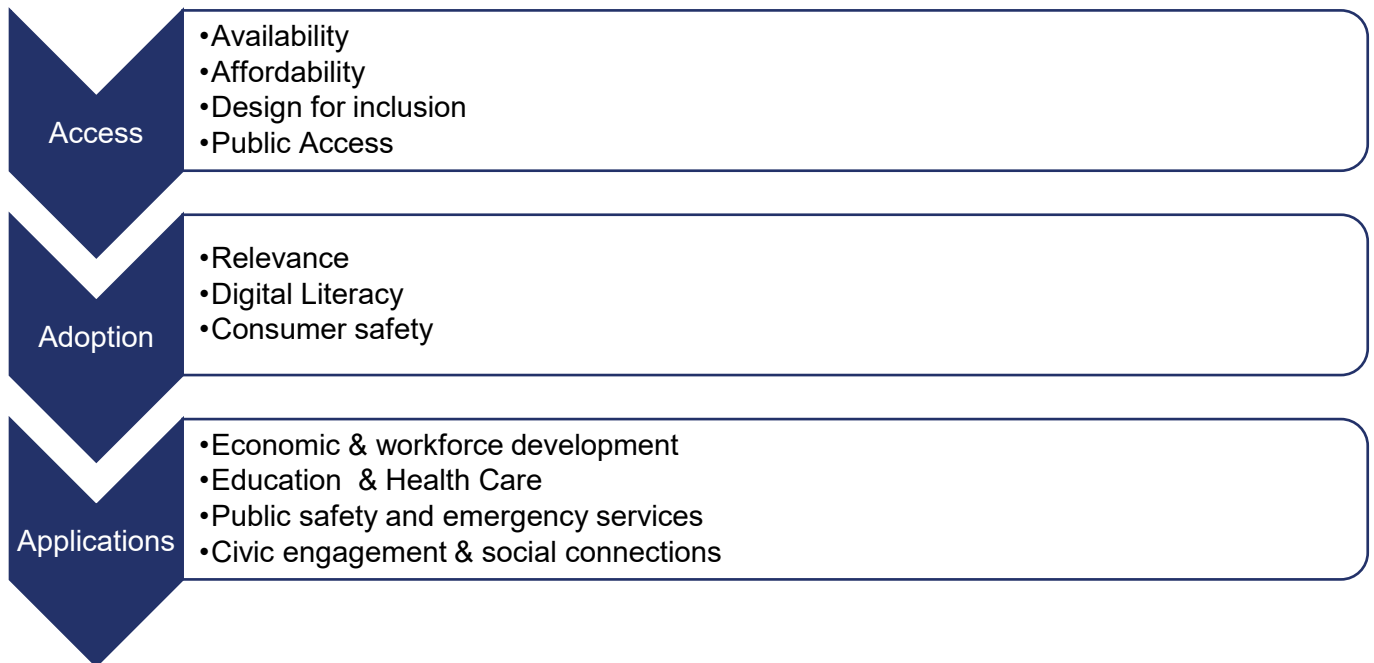 Access
•Availability
•Affordability
•Design for inclusion
•Public Access
Adoption
•Relevance
•Digital Literacy
•Consumer safety
Applications
•Economic & workforce development
•Education  & Health Care
•Public safety and emergency services
•Civic engagement & social connections